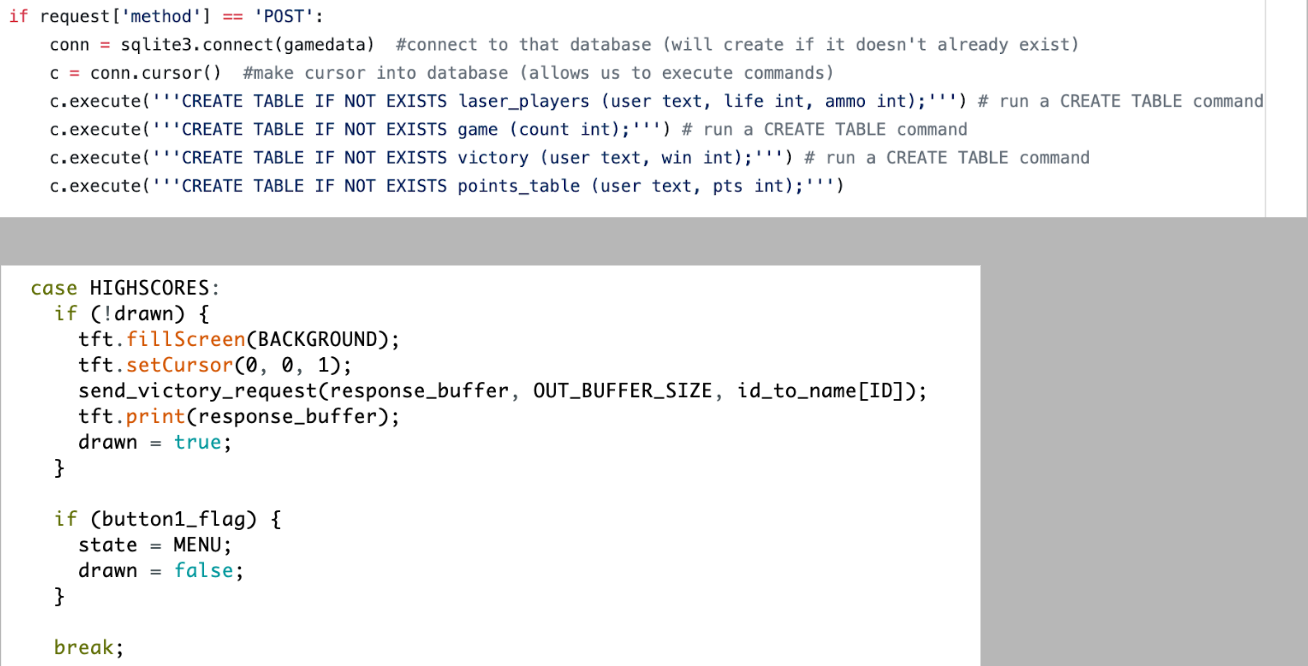 if request['method'] == 'POST':
    conn = sqlite3.connect(gamedata)  #connect to that database (will create if it doesn't already exist)
    c = conn.cursor()  #make cursor into database (allows us to execute commands)
    c.execute('''CREATE TABLE IF NOT EXISTS laser_players (user text, life int, ammo int);''') # run a CREATE TABLE command
    c.execute('''CREATE TABLE IF NOT EXISTS game (count int);''') # run a CREATE TABLE command
    c.execute('''CREATE TABLE IF NOT EXISTS victory (user text, win int);''') # run a CREATE TABLE command
    c.execute('''CREATE TABLE IF NOT EXISTS points_table (user text, pts int);''')
case HIGHSCORES:
  if (!drawn) {
    tft.fillScreen(BACKGROUND);
    tft.setCursor(0, 0, 1);
    send_victory_request(response_buffer, OUT_BUFFER_SIZE, id_to_name[ID]);
    tft.print(response_buffer);
    drawn = true;
  }
  if (button1_flag) {
    state = MENU;
    drawn = false;
  }
  break;